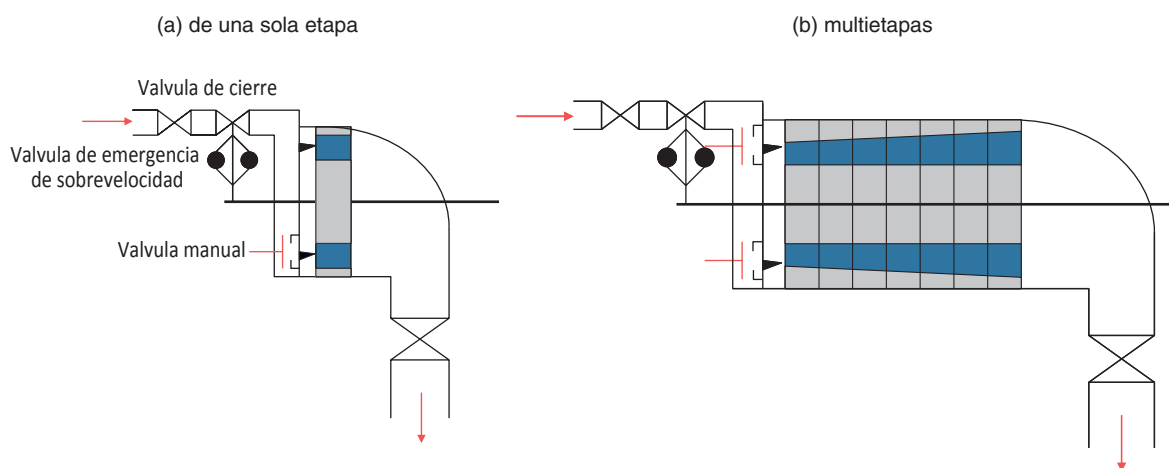 (a) de una sola etapa
(b) multietapas
Valvula de cierre
Valvula de emergencia
de sobrevelocidad
Valvula manual